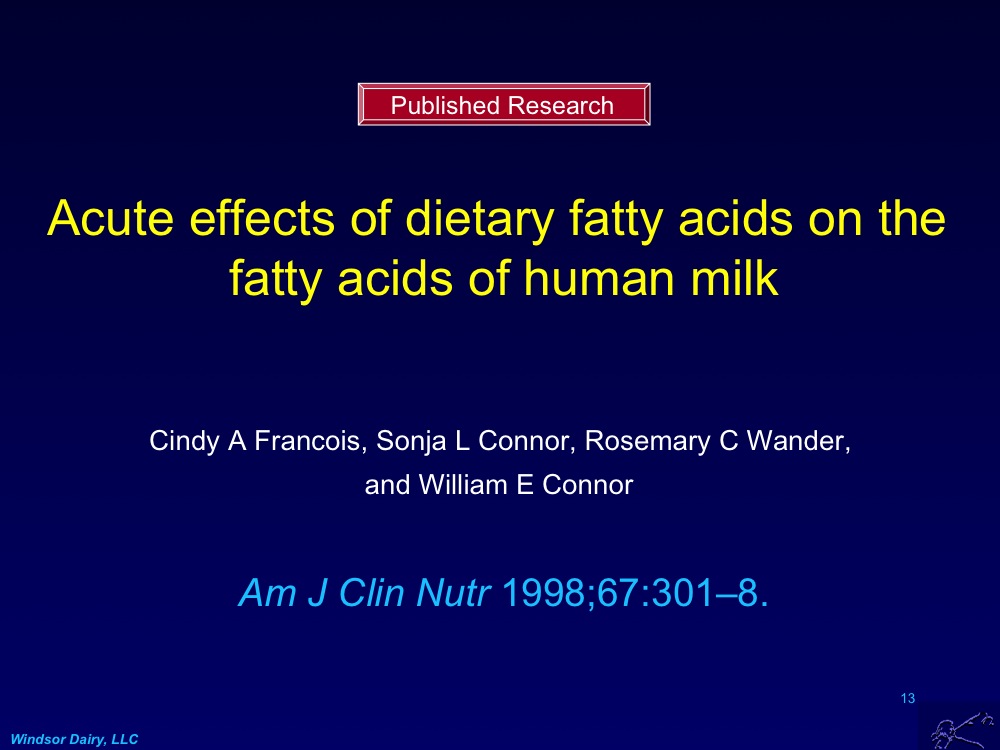 Published Research
Acute effects of dietary fatty acids on the
fatty acids of human milk
Cindy A Francois, Sonja L Connor, Rosemary C Wander,
and William E Connor
Am J Clin Nutr 1998;67:301–8.
13
Windsor Dairy, LLC